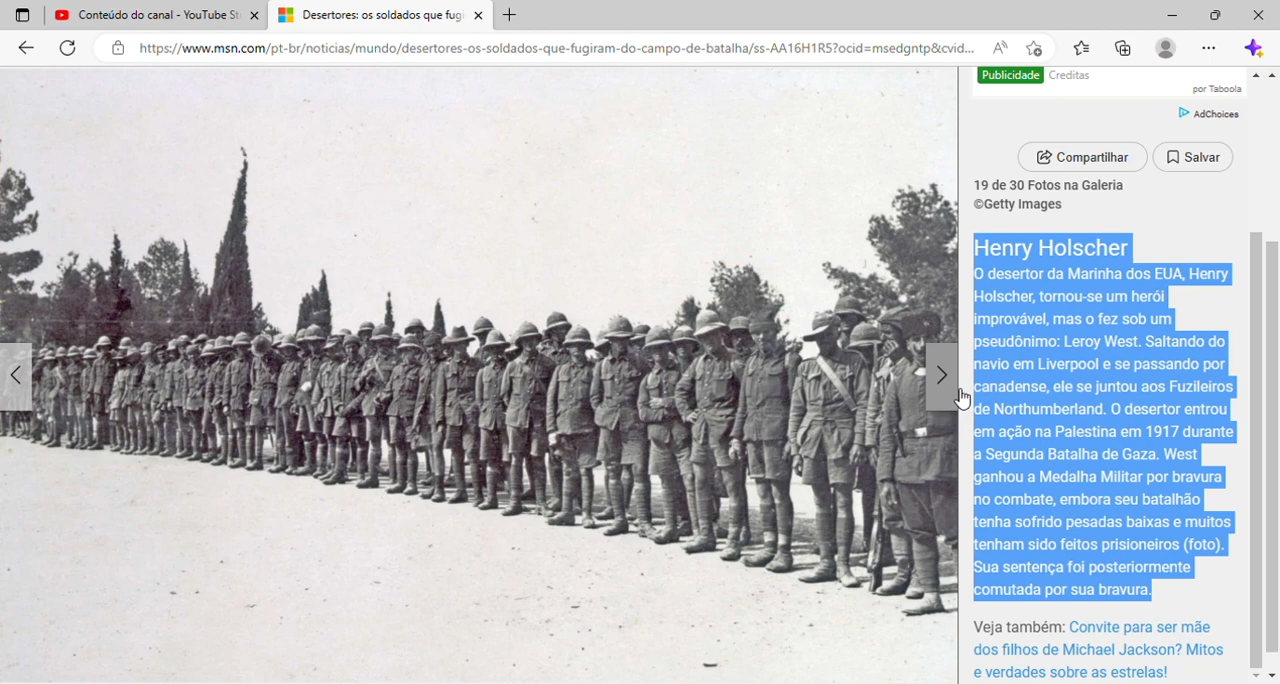 Conteúdo do canal - YouTube St
Desertores: os soldados que fugi
https://www.msn.com/pt-br/noticias/mundo/desertores-os-soldados-que-fugiram-do-campo-de-batalha/ss-AA16H1R5?ocid=msedgntp&cvid...
Publicidade Creditas
por Taboola
AdChoices
Compartilhar Salvar
19 de 30 Fotos na Galeria
©Getty Images
Henry Holscher
O desertor da Marinha dos EUA, Henry
Holscher, tornou-se um herói
improvável, mas o fez sob um
pseudônimo: Leroy West. Saltando do
navio em Liverpool e se passando por
canadense, ele se juntou aos Fuzileiros
de Northumberland. O desertor entrou
em ação na Palestina em 1917 durante
a Segunda Batalha de Gaza. West
ganhou a Medalha Militar por bravura
no combate, embora seu batalhão
tenha sofrido pesadas baixas e muitos
tenham sido feitos prisioneiros (foto).
Sua sentença foi posteriormente
comutada por sua bravura.
Veja também: Convite para ser mãe
dos filhos de Michael Jackson? Mitos
e verdades sobre as estrelas!